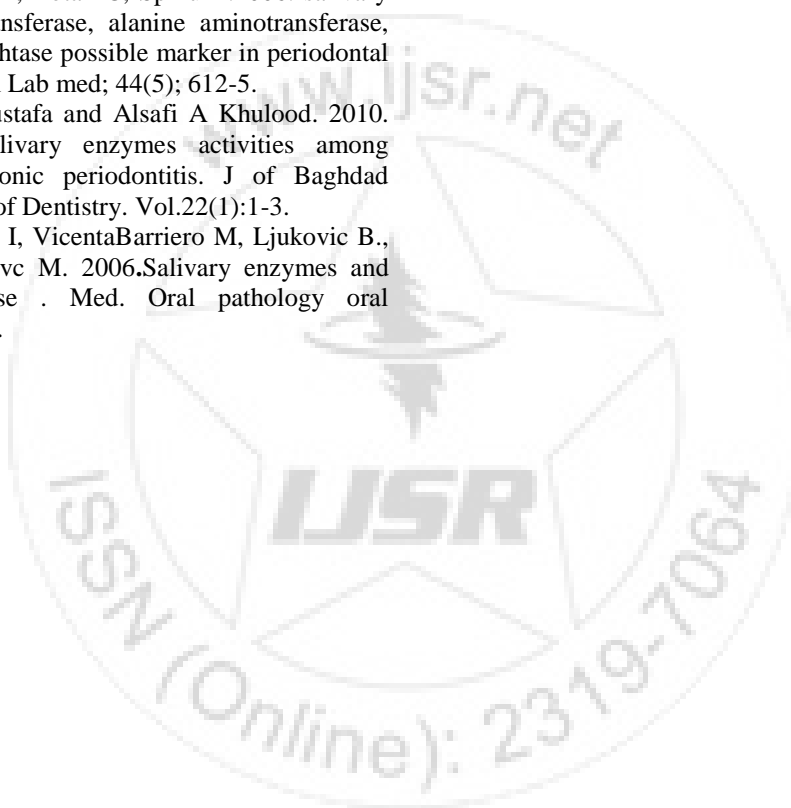 nsferase, alanine aminotransferase,
htase possible marker in periodontal
Lab med; 44(5); 612-5.
ustafa and Alsafi A Khulood. 2010.
livary enzymes activities among
onic periodontitis. J of Baghdad
of Dentistry. Vol.22(1):1-3.
I, VicentaBarriero M, Ljukovic B.,
vc M. 2006.Salivary enzymes and
se . Med. Oral pathology oral
.
www.ijsr.net
IJSR
ISSN (Online): 2319-7064